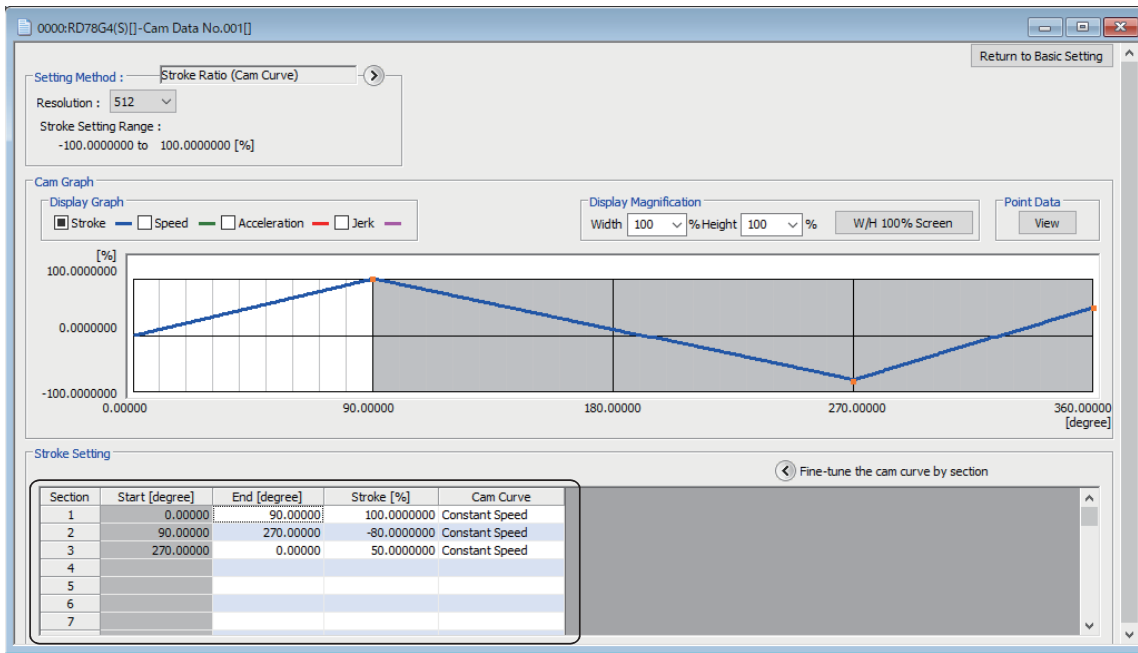 0000:RD78G4(S)[]-Cam Data No.001[]
Return to Basic Setting
Setting Method : Stroke Ratio (Cam Curve)
Resolution : 512
Stroke Setting Range :
-100.0000000 to 100.0000000 [%]
Cam Graph
Display Graph
Stroke Speed Acceleration Jerk
Display Magnification
Width 100 % Height 100 % W/H 100% Screen
Point Data
View
[%]
100.0000000
0.0000000
-100.0000000
0.00000 90.00000 180.00000 270.00000 360.00000
[degree]
Stroke Setting
Fine-tune the cam curve by section
Section Start [degree] End [degree] Stroke [%] Cam Curve
1 0.00000 90.00000 100.0000000 Constant Speed
2 90.00000 270.00000 -80.0000000 Constant Speed
3 270.00000 0.00000 50.0000000 Constant Speed
4
5
6
7